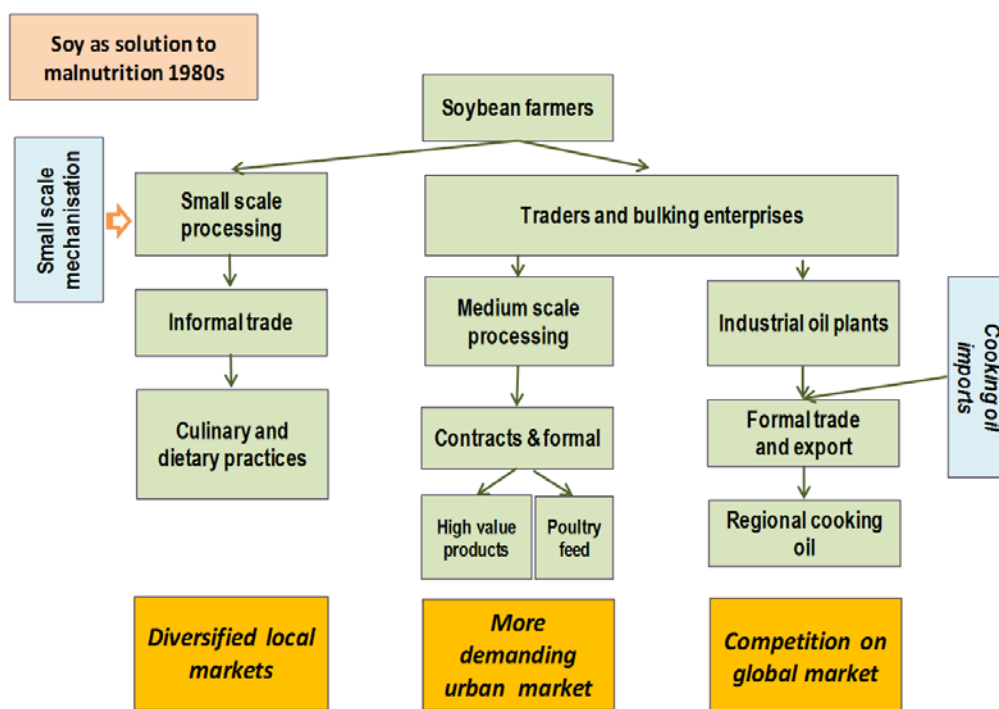 Soy as solution to
malnutrition 1980s
Soybean farmers
Small scale
mechanisation
Small scale
processing
Traders and bulking enterprises
Informal trade
Medium scale
processing
Industrial oil plants
Cooking oil
imports
Culinary and
dietary practices
Contracts & formal
Formal trade
and export
High value
products
Poultry
feed
Regional cooking
oil
Diversified local
markets
More
demanding
urban market
Competition on
global market